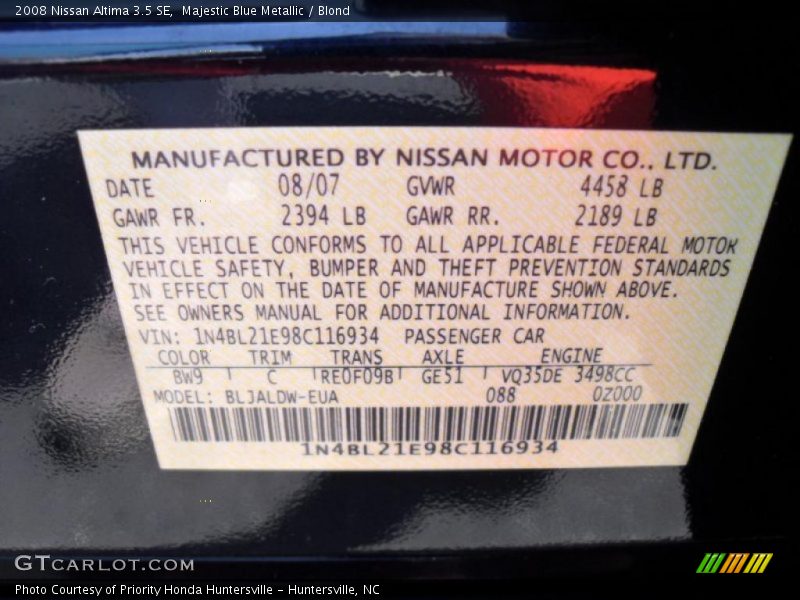 2008 Nissan Altima 3.5 SE,  Majestic Blue Metallic / Blond
MANUFACTURED BY NISSAN MOTOR CO., LTD.
DATE 08/07 GVWR 4458 LB
GAWR FR. 2394 LB GAWR RR. 2189 LB
THIS VEHICLE CONFORMS TO ALL APPLICABLE FEDERAL MOTOR
VEHICLE SAFETY, BUMPER AND THEFT PREVENTION STANDARDS
IN EFFECT ON THE DATE OF MANUFACTURE SHOWN ABOVE.
SEE OWNERS MANUAL FOR ADDITIONAL INFORMATION.
VIN: 1N4BL21E98C116934 PASSENGER CAR
COLOR TRIM TRANS AXLE ENGINE
BW9 C RE0F09B GE51 VQ35DE 3498CC
MODEL: BLJALDW-EUA 088 0Z000
1N4BL21E98C116934
GTCARLOT.COM
Photo Courtesy of Priority Honda Huntersville – Huntersville, NC